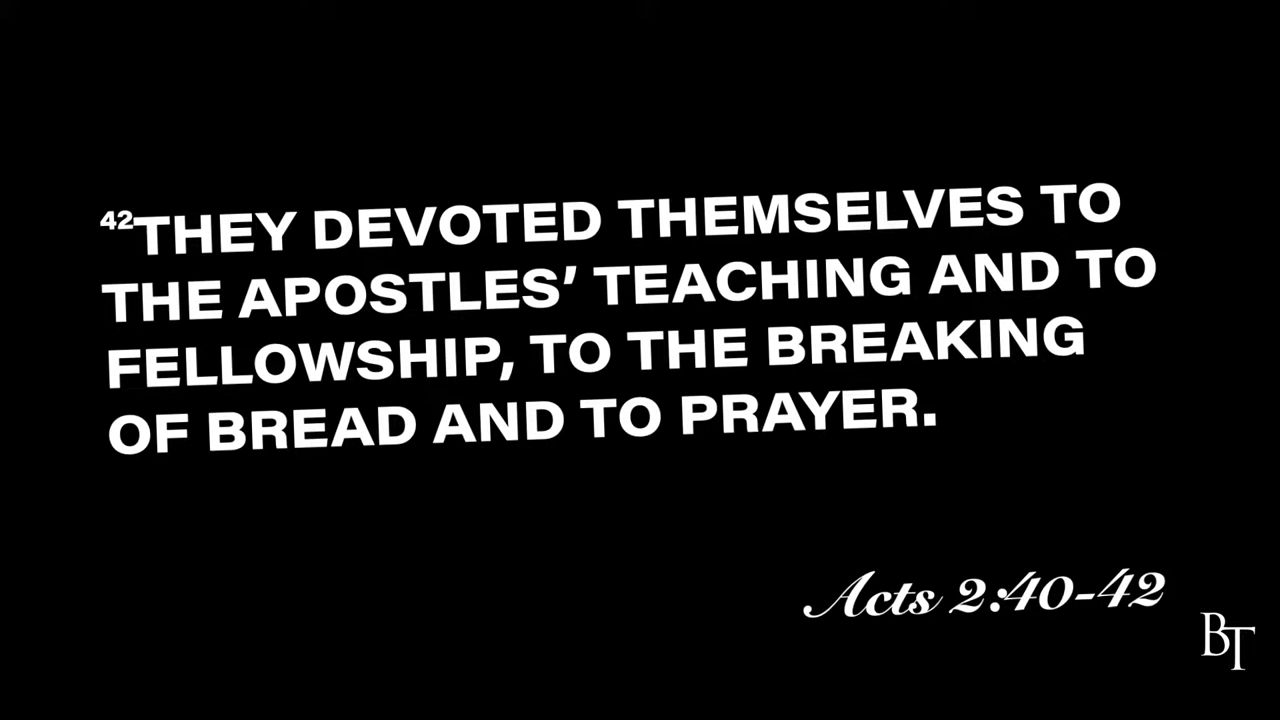 ⁴²THEY DEVOTED THEMSELVES TO
THE APOSTLES’ TEACHING AND TO
FELLOWSHIP, TO THE BREAKING
OF BREAD AND TO PRAYER.
Acts 2:40-42
BT